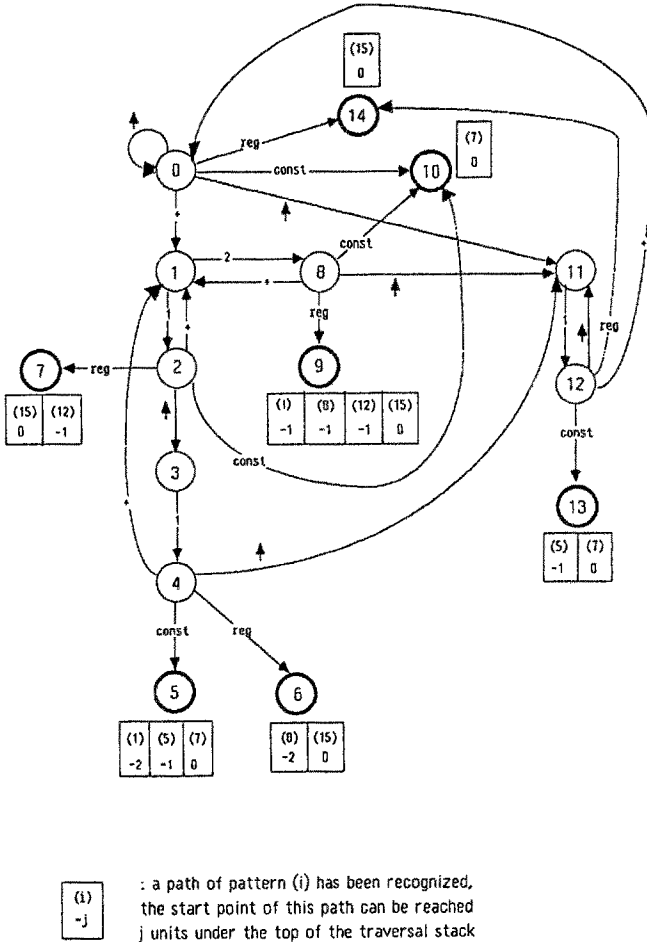 (15)
0
14
(7)
0
reg
0
const
10
+
const
1
2
8
11
+
+
1
reg
1
reg
+
7
reg
2
9
12
(15) (12)
0 -1
(1) (8) (12) (15)
-1 -1 -1 0
const
const
3
13
+
1
(5) (7)
-1 0
4
const
reg
5
6
(1) (5) (7)
-2 -1 0
(8) (15)
-2 0
(i)
-j
: a path of pattern (i) has been recognized,
the start point of this path can be reached
j units under the top of the traversal stack